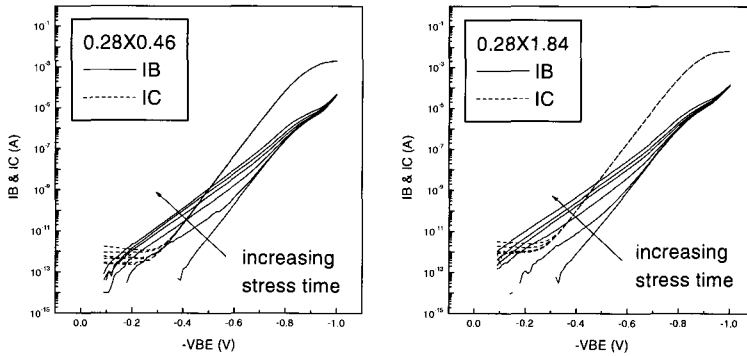 10⁻¹
10⁻³
10⁻⁵
10⁻⁷
10⁻⁹
10⁻¹¹
10⁻¹³
10⁻¹⁵
IB & IC (A)
0.28X0.46
IB
IC
increasing
stress time
0.0 -0.2 -0.4 -0.6 -0.8 -1.0
-VBE (V)
10⁻¹
10⁻³
10⁻⁵
10⁻⁷
10⁻⁹
10⁻¹¹
10⁻¹³
10⁻¹⁵
IB & IC (A)
0.28X1.84
IB
IC
increasing
stress time
0.0 -0.2 -0.4 -0.6 -0.8 -1.0
-VBE (V)